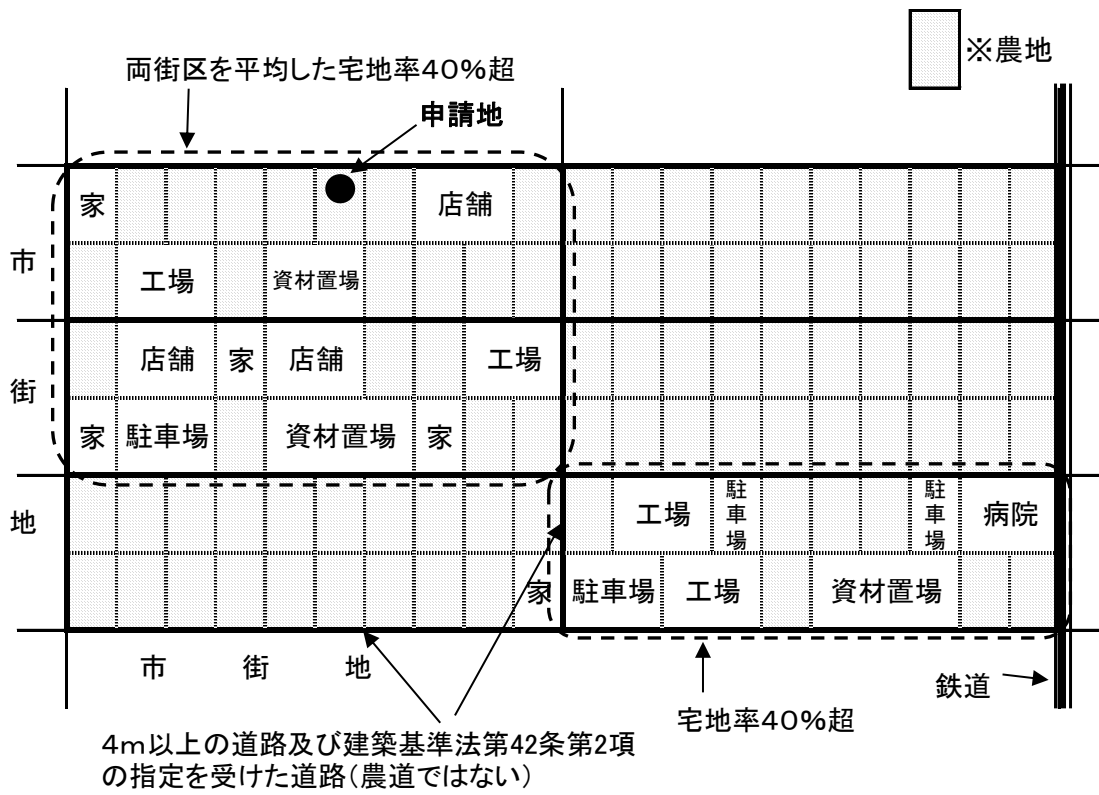 ※農地
両街区を平均した宅地率40%超
申請地
家 店舗
市
工場 資材置場
店舗 家 店舗 工場
街
家 駐車場 資材置場 家
地
工場 駐車場 駐車場 病院
家 駐車場 工場 資材置場
市 街 地
鉄道
宅地率40%超
4m以上の道路及び建築基準法第42条第2項
の指定を受けた道路(農道ではない)